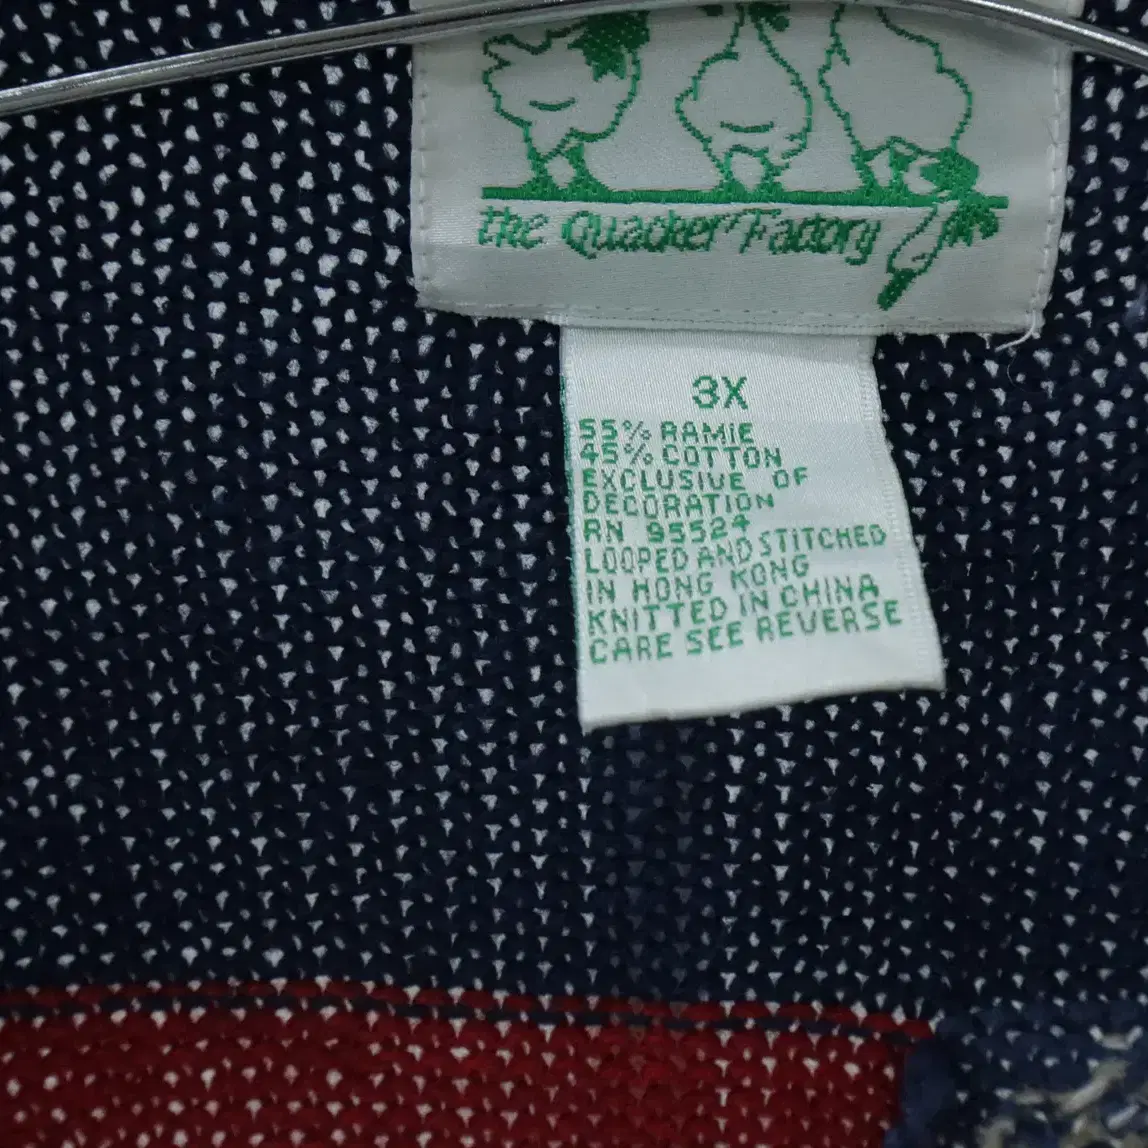 the Quacker Factory
3X
55% RAMIE
45% COTTON
EXCLUSIVE OF
DECORATION
RN 95524
LOOPED AND STITCHED
IN HONG KONG
KNITTED IN CHINA
CARE SEE REVERSE